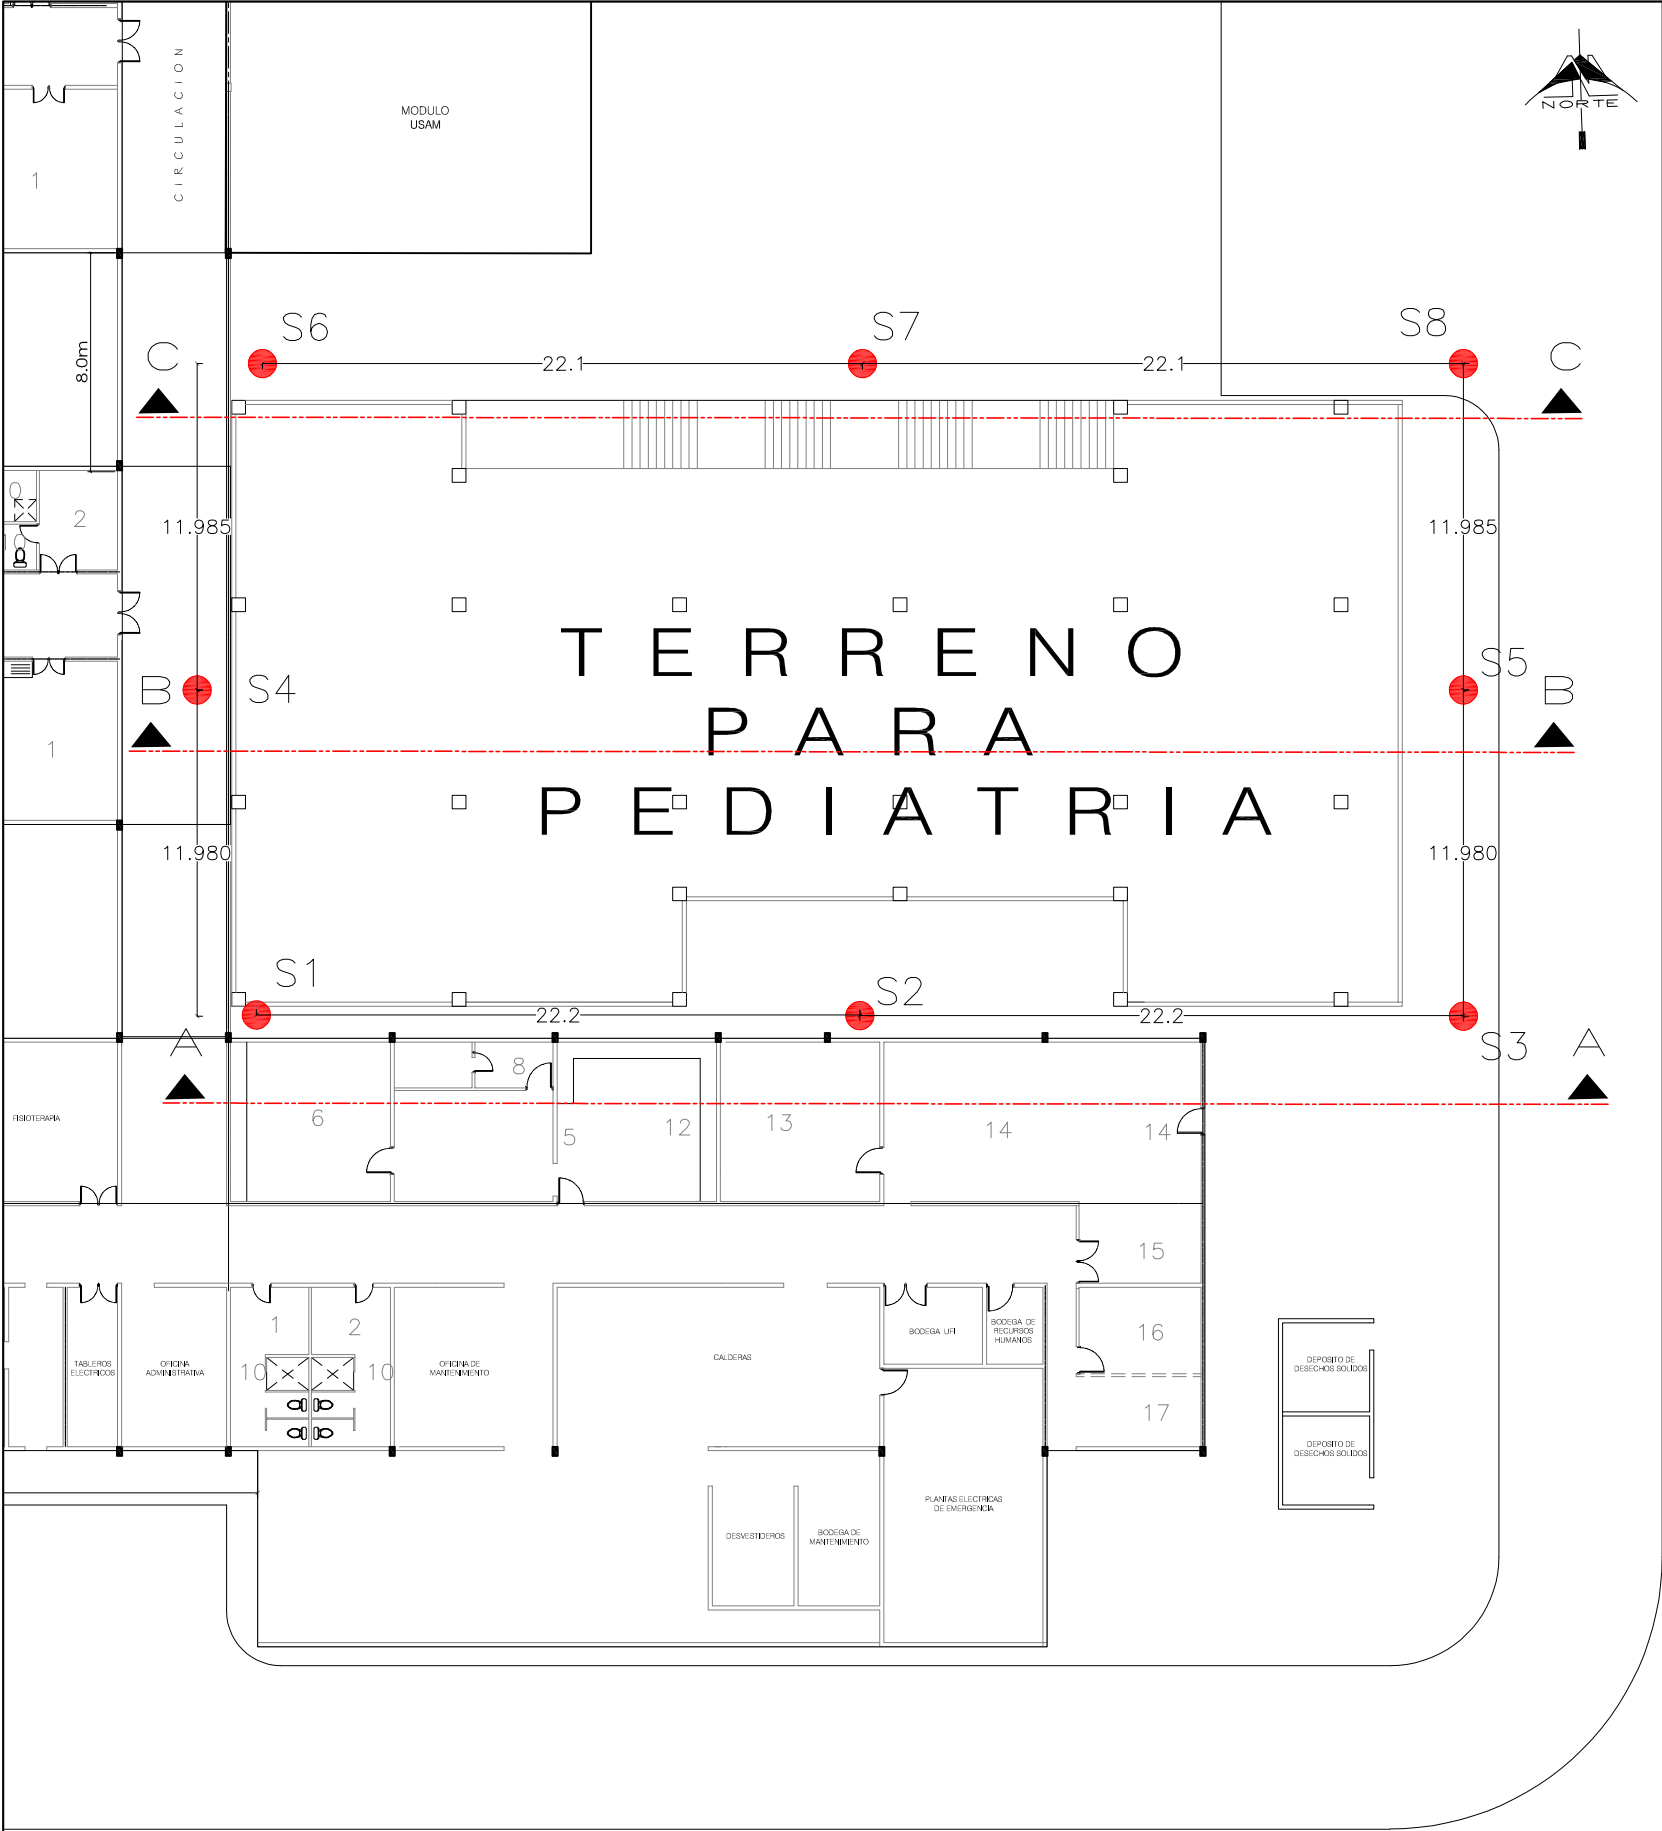 CIRCULACION
MODULO
USAM
NORTE
1
8.0m
S6
S7
S8
22.1
22.1
C
C
2
11.985
11.985
TERRENO
PARA
PEDIATRIA
B
S4
S5
B
1
11.980
11.980
S1
S2
S3
22.2
22.2
A
A
FISIOTERAPIA
6
8
5
12
13
14
14
15
16
17
TABLEROS
ELECTRICOS
OFICINA
ADMINISTRATIVA
1
2
10
10
OFICINA DE
MANTENIMIENTO
CALDERAS
BODEGA UFI
BODEGA DE
RECURSOS
HUMANOS
DEPOSITO DE
DESECHOS SOLIDOS
DEPOSITO DE
DESECHOS SOLIDOS
PLANTAS ELECTRICAS
DE EMERGENCIA
DESVESTIDEROS
BODEGA DE
MANTENIMIENTO